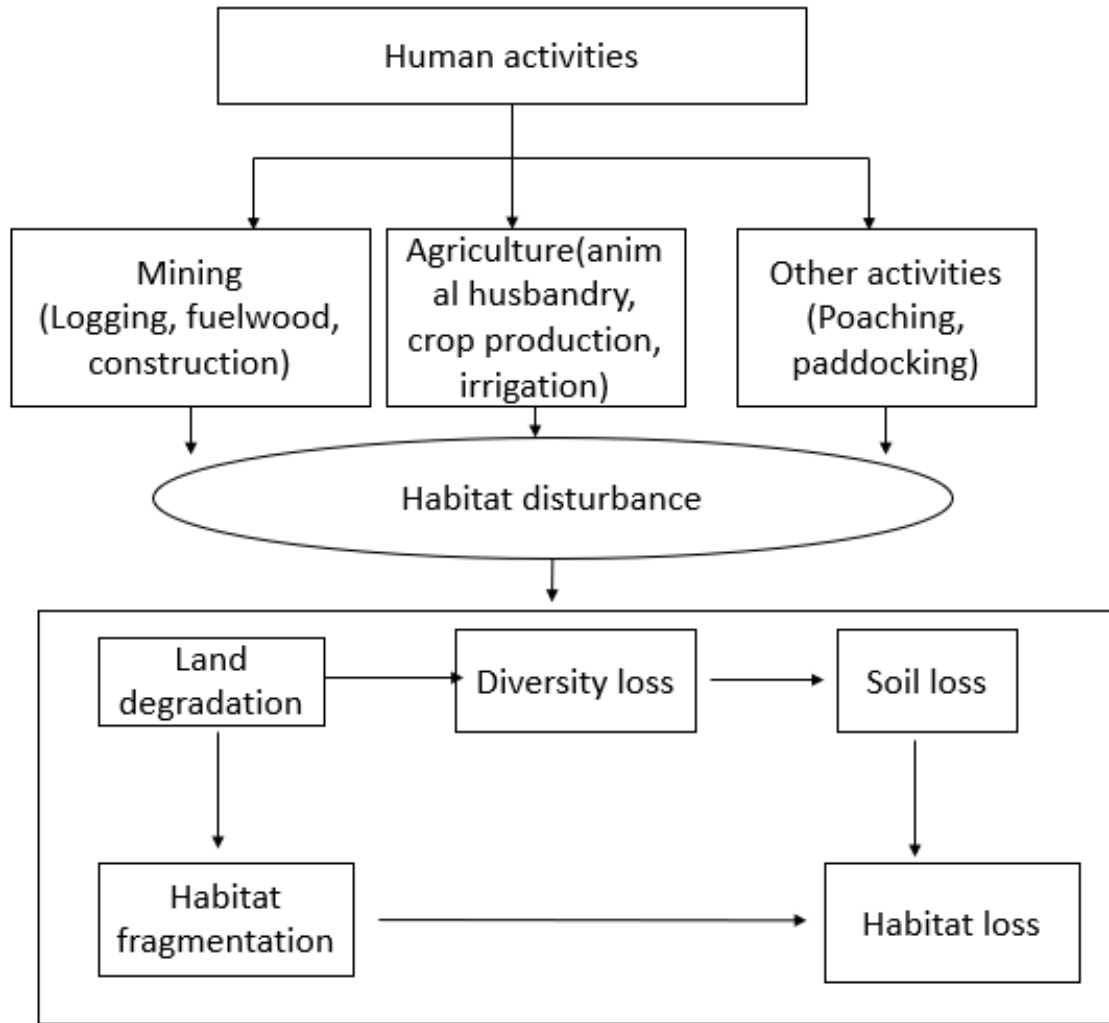 Human activities
Mining
(Logging, fuelwood,
construction)
Agriculture(anim
al husbandry,
crop production,
irrigation)
Other activities
(Poaching,
paddocking)
Habitat disturbance
Land
degradation
Diversity loss
Soil loss
Habitat
fragmentation
Habitat loss